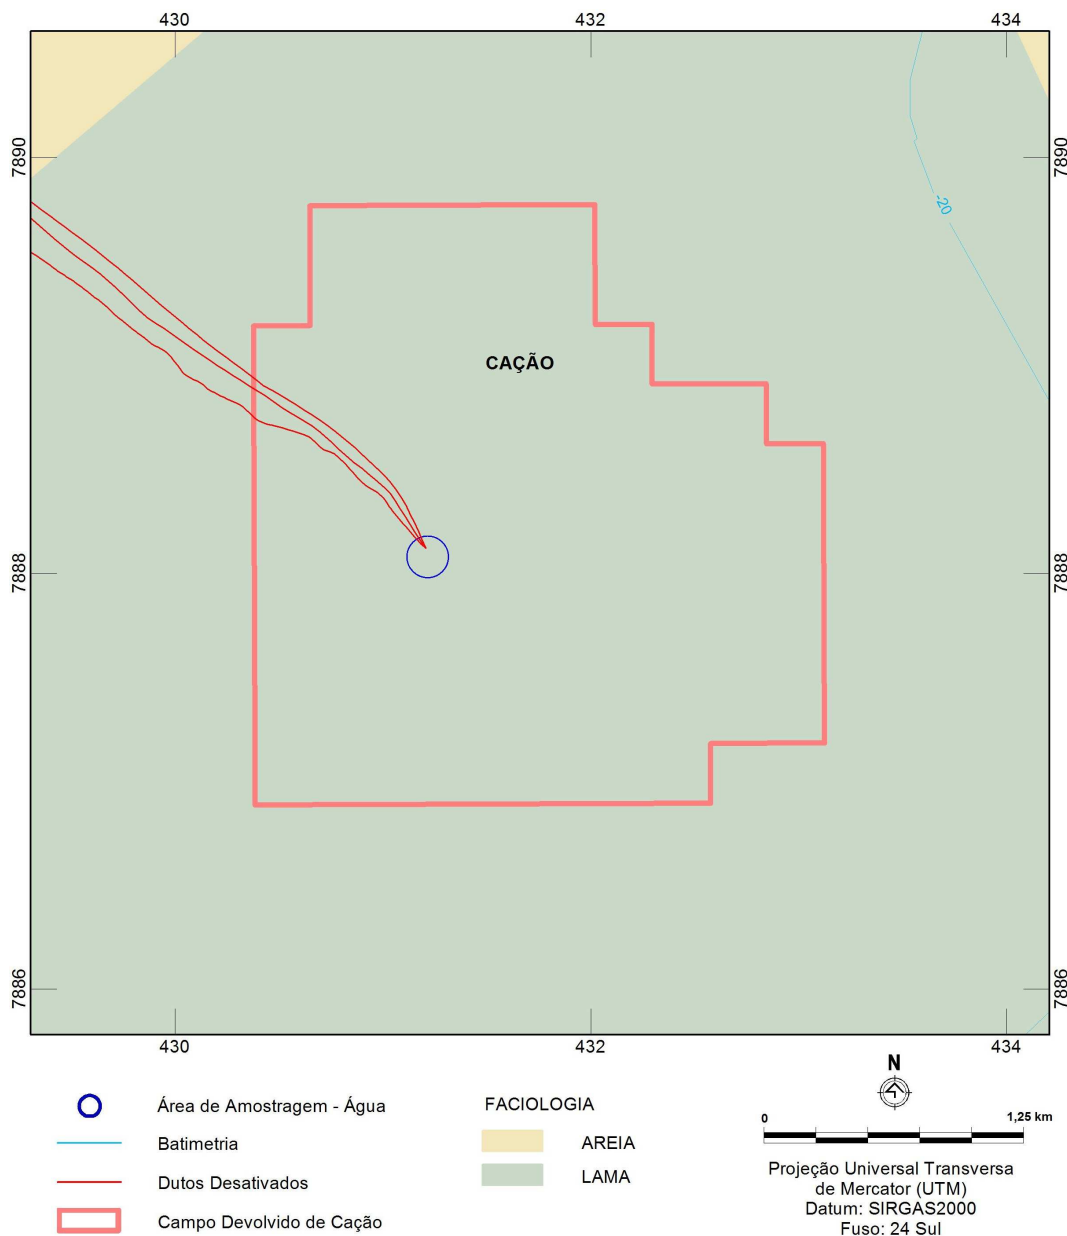 430 432 434
7890 7890
-20
CAÇÃO
7888 7888
7886 7886
430 432 434
Área de Amostragem - Água
Batimetria
Dutos Desativados
Campo Devolvido de Cação
FACIOLOGIA
AREIA
LAMA
N
0 1,25 km
Projeção Universal Transversa
de Mercator (UTM)
Datum: SIRGAS2000
Fuso: 24 Sul